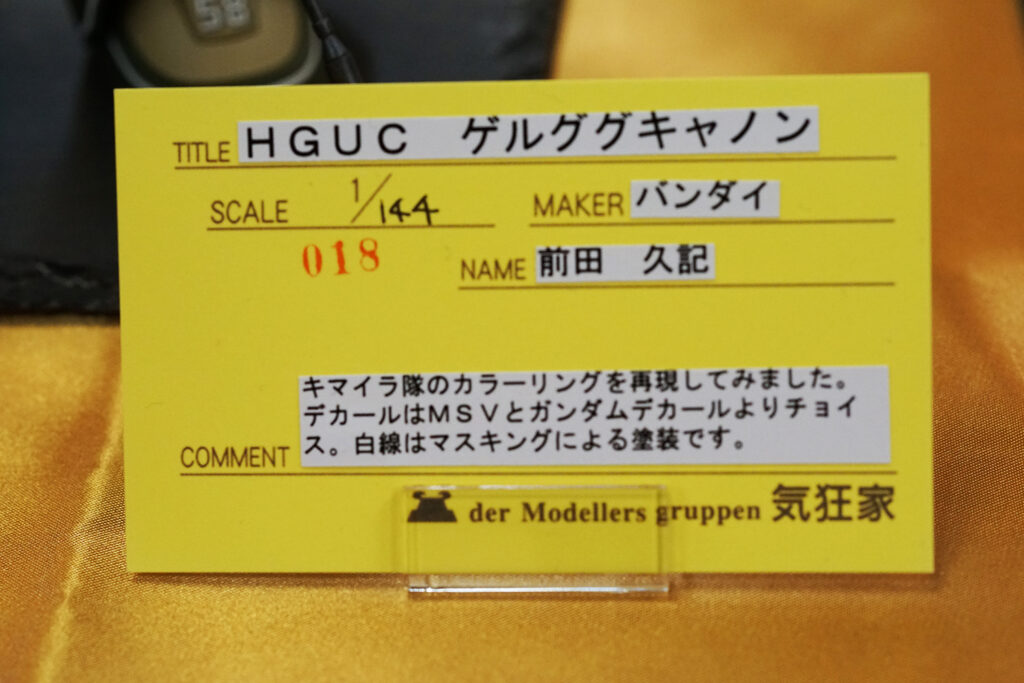 58
TITLE HGUC ゲルググキャノン
SCALE 1/144 MAKER バンダイ
018
NAME 前田 久記
キマイラ隊のカラーリングを再現してみました。
デカールはMSVとガンダムデカールよりチョイ
ス。白線はマスキングによる塗装です。
COMMENT
der Modellers gruppen 気狂家